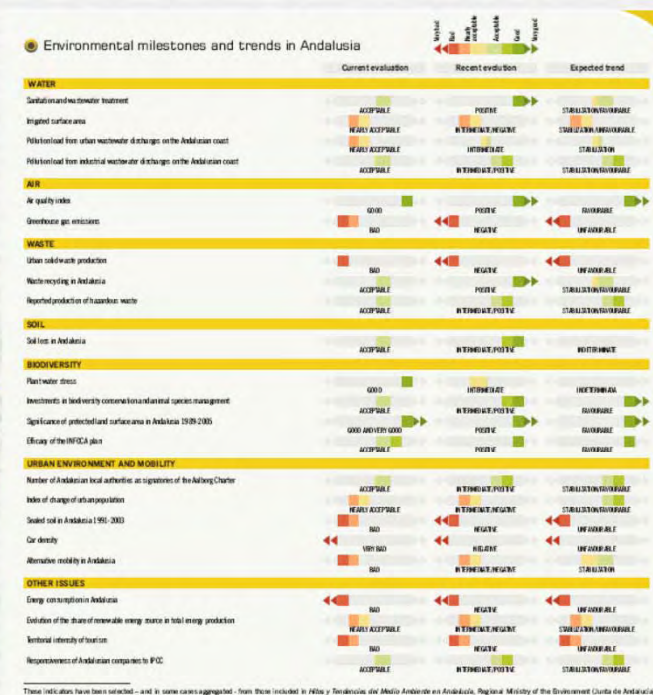 Environmental milestones and trends in Andalusia
Very bad Bad Nearly acceptable Acceptable Good Very good
Current evaluation Recent evolution Expected trend
WATER
Sanitation and wastewater treatment
ACCEPTABLE POSITIVE STABILIZATION/FAVOURABLE
Irrigated surface area
NEARLY ACCEPTABLE INTERMEDIATE/NEGATIVE STABILIZATION/UNFAVOURABLE
Pollution load from urban wastewater discharges on the Andalusian coast
NEARLY ACCEPTABLE INTERMEDIATE STABILIZATION
Pollution load from industrial wastewater discharges on the Andalusian coast
ACCEPTABLE INTERMEDIATE/POSITIVE STABILIZATION/FAVOURABLE
AIR
Air quality index
GOOD POSITIVE FAVOURABLE
Greenhouse gas emissions
BAD NEGATIVE UNFAVOURABLE
WASTE
Urban solid waste production
BAD NEGATIVE UNFAVOURABLE
Waste recycling in Andalusia
ACCEPTABLE POSITIVE STABILIZATION/FAVOURABLE
Reported production of hazardous waste
ACCEPTABLE INTERMEDIATE/POSITIVE STABILIZATION/FAVOURABLE
SOIL
Soil loss in Andalusia
ACCEPTABLE INTERMEDIATE/POSITIVE INDETERMINATE
BIODIVERSITY
Plant water stress
GOOD INTERMEDIATE INDETERMINADA
Investments in biodiversity conservation and animal species management
ACCEPTABLE INTERMEDIATE/POSITIVE FAVOURABLE
Significance of protected land surface area in Andalusia 1989-2005
GOOD AND VERY GOOD POSITIVE FAVOURABLE
Efficacy of the INFOCA plan
ACCEPTABLE POSITIVE FAVOURABLE
URBAN ENVIRONMENT AND MOBILITY
Number of Andalusian local authorities as signatories of the Aalborg Charter
ACCEPTABLE INTERMEDIATE/POSITIVE STABILIZATION/FAVOURABLE
Index of change of urban population
NEARLY ACCEPTABLE INTERMEDIATE/NEGATIVE STABILIZATION/FAVOURABLE
Sealed soil in Andalusia 1991-2003
BAD NEGATIVE UNFAVOURABLE
Car density
VERY BAD NEGATIVE UNFAVOURABLE
Alternative mobility in Andalusia
BAD INTERMEDIATE/NEGATIVE STABILIZATION
OTHER ISSUES
Energy consumption in Andalusia
BAD NEGATIVE UNFAVOURABLE
Evolution of the share of renewable energy source in total energy production
NEARLY ACCEPTABLE INTERMEDIATE/NEGATIVE STABILIZATION/FAVOURABLE
Territorial intensity of tourism
BAD NEGATIVE UNFAVOURABLE
Responsiveness of Andalusian companies to IPCC
ACCEPTABLE INTERMEDIATE/POSITIVE STABILIZATION/FAVOURABLE
These indicators have been selected – and in some cases aggregated - from those included in Hitos y Tendencias del Medio Ambiente en Andalucía, Regional Ministry of the Environment (Junta de Andalucía